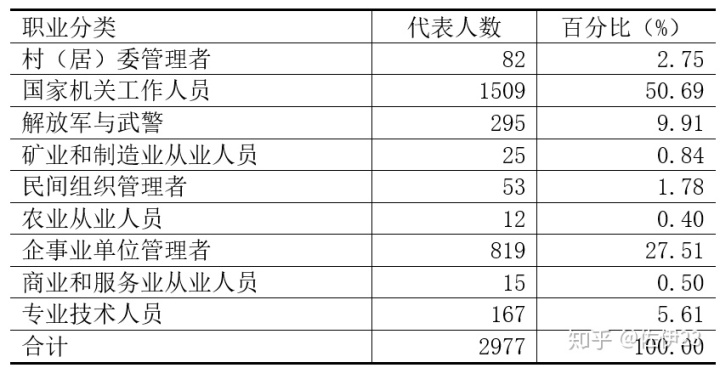 职业分类 代表人数 百分比（%）
村（居）委管理者 82 2.75
国家机关工作人员 1509 50.69
解放军与武警 295 9.91
矿业和制造业从业人员 25 0.84
民间组织管理者 53 1.78
农业从业人员 12 0.40
企事业单位管理者 819 27.51
商业和服务业从业人员 15 0.50
专业技术人员 167 5.61
合计 2977 100.00
知乎 @佐伊23